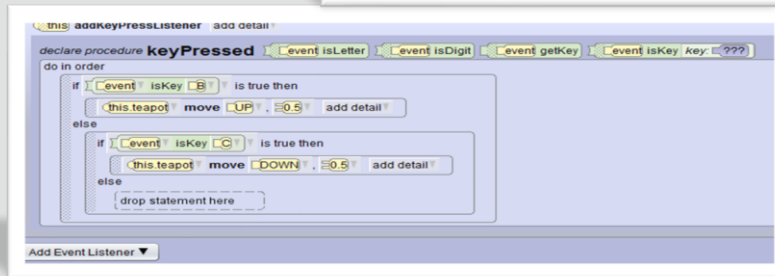 this addKeyPressListener add detail
declare procedure keyPressed event isLetter event isDigit event getKey event isKey key: ???
do in order
if event isKey B is true then
this.teapot move UP , 0.5 add detail
else
if event isKey C is true then
this.teapot move DOWN , 0.5 add detail
else
drop statement here
Add Event Listener